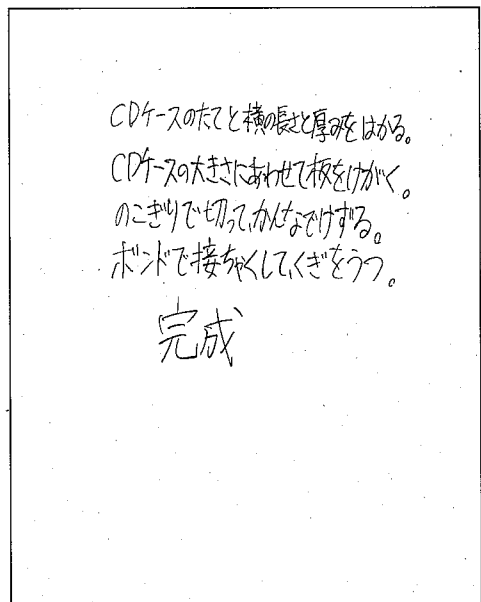 CDケースのたてと横の長さと厚みをはかる。
CDケースの大きさにあわせて板をけがく。
のこぎりで切って、かんなでけずる。
ボンドで接ちゃくして、くぎをうつ。
完成